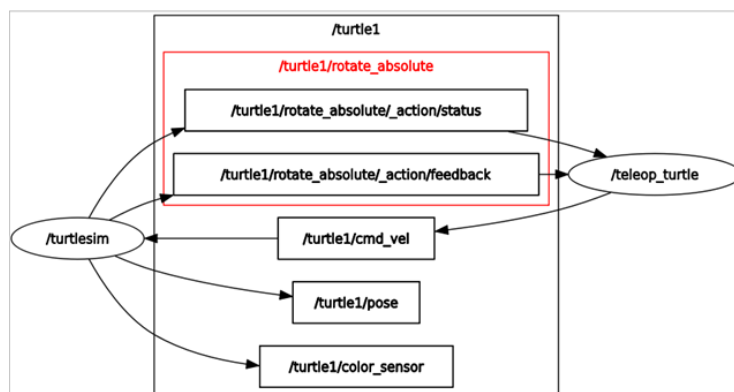 /turtle1
/turtle1/rotate_absolute
/turtle1/rotate_absolute/_action/status
/turtle1/rotate_absolute/_action/feedback
/teleop_turtle
/turtlesim
/turtle1/cmd_vel
/turtle1/pose
/turtle1/color_sensor